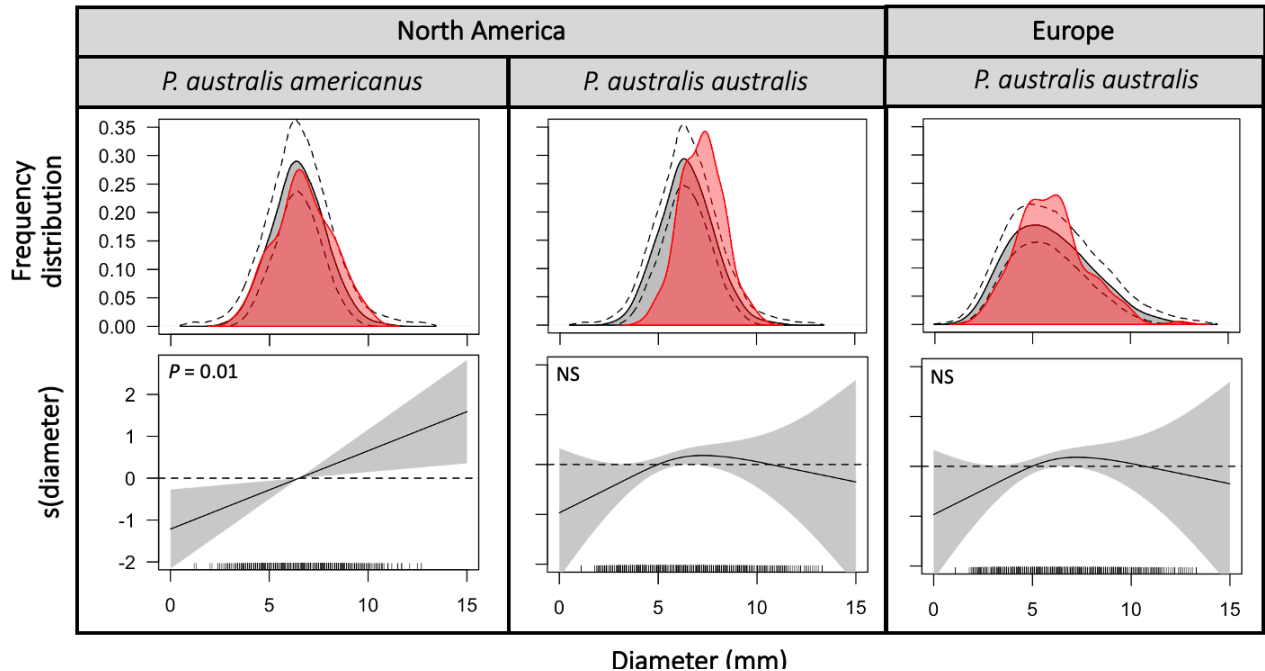 North America
Europe
P. australis americanus
P. australis australis
P. australis australis
Frequency
distribution
0.35
0.30
0.25
0.20
0.15
0.10
0.05
0.00
s(diameter)
P = 0.01
NS
NS
2
1
0
-1
-2
0 5 10 15
0 5 10 15
0 5 10 15
Diameter (mm)